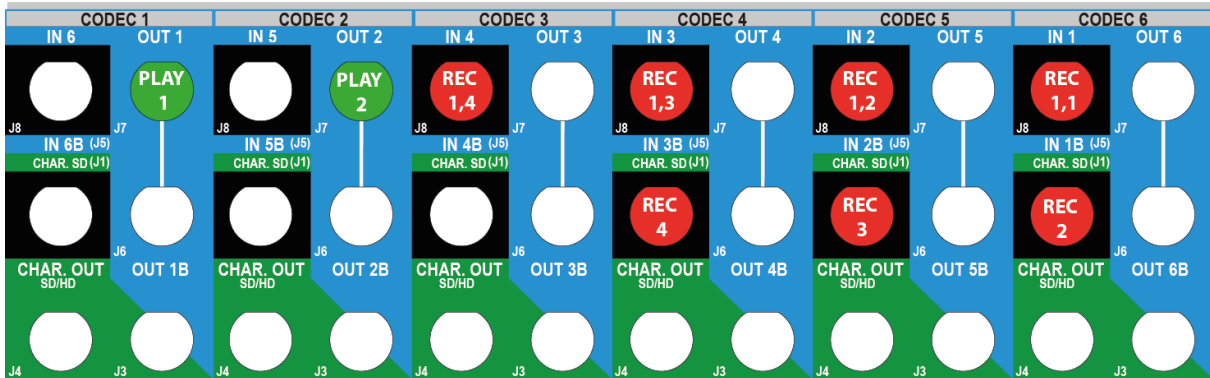 CODEC 1 CODEC 2 CODEC 3 CODEC 4 CODEC 5 CODEC 6
IN 6 OUT 1 IN 5 OUT 2 IN 4 OUT 3 IN 3 OUT 4 IN 2 OUT 5 IN 1 OUT 6
PLAY PLAY REC REC REC REC
1 2 1,4 1,3 1,2 1,1
J8 J7 J8 J7 J8 J7 J8 J7 J8 J7 J8 J7
IN 6B (J5) IN 5B (J5) IN 4B (J5) IN 3B (J5) IN 2B (J5) IN 1B (J5)
CHAR. SD (J1) CHAR. SD (J1) CHAR. SD (J1) CHAR. SD (J1) CHAR. SD (J1) CHAR. SD (J1)
REC REC REC
4 3 2
J6 J6 J6 J6 J6 J6
CHAR. OUT OUT 1B CHAR. OUT OUT 2B CHAR. OUT OUT 3B CHAR. OUT OUT 4B CHAR. OUT OUT 5B CHAR. OUT OUT 6B
SD/HD SD/HD SD/HD SD/HD SD/HD SD/HD
J4 J3 J4 J3 J4 J3 J4 J3 J4 J3 J4 J3